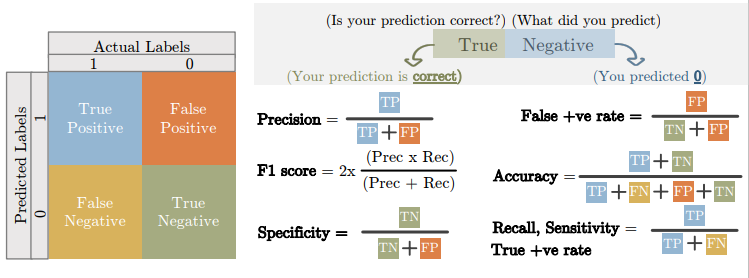 Actual Labels
1 0
Predicted Labels
1
0
True Positive
False Positive
False Negative
True Negative
(Is your prediction correct?) (What did you predict)
True Negative
(Your prediction is correct)
(You predicted 0)
Precision = TP
TP + FP
F1 score = 2x (Prec x Rec)
(Prec + Rec)
Specificity = TN
TN + FP
False +ve rate = FP
TN + FP
Accuracy = TP + TN
TP + FN + FP + TN
Recall, Sensitivity = TP
True +ve rate TP + FN